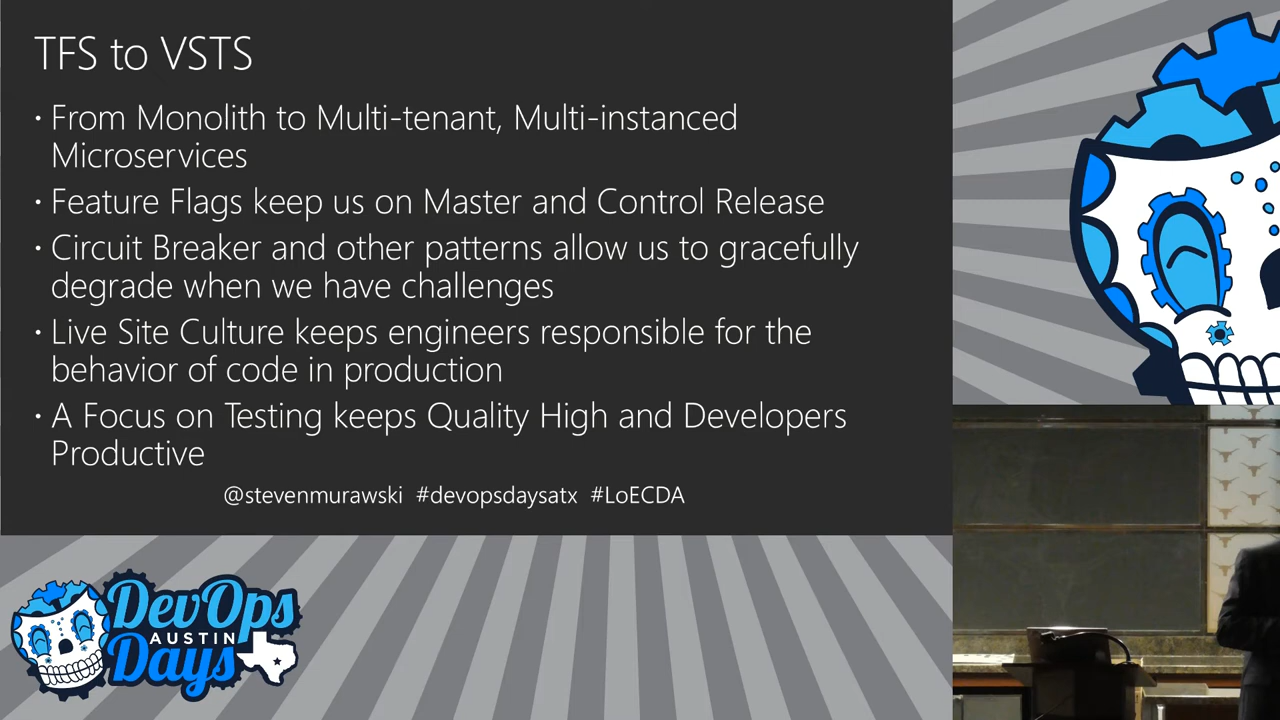 TFS to VSTS
• From Monolith to Multi-tenant, Multi-instanced
Microservices
• Feature Flags keep us on Master and Control Release
• Circuit Breaker and other patterns allow us to gracefully
degrade when we have challenges
• Live Site Culture keeps engineers responsible for the
behavior of code in production
• A Focus on Testing keeps Quality High and Developers
Productive
@stevenmurawski #devopsdaysatx #LoECDA
DevOps
AUSTIN
Days